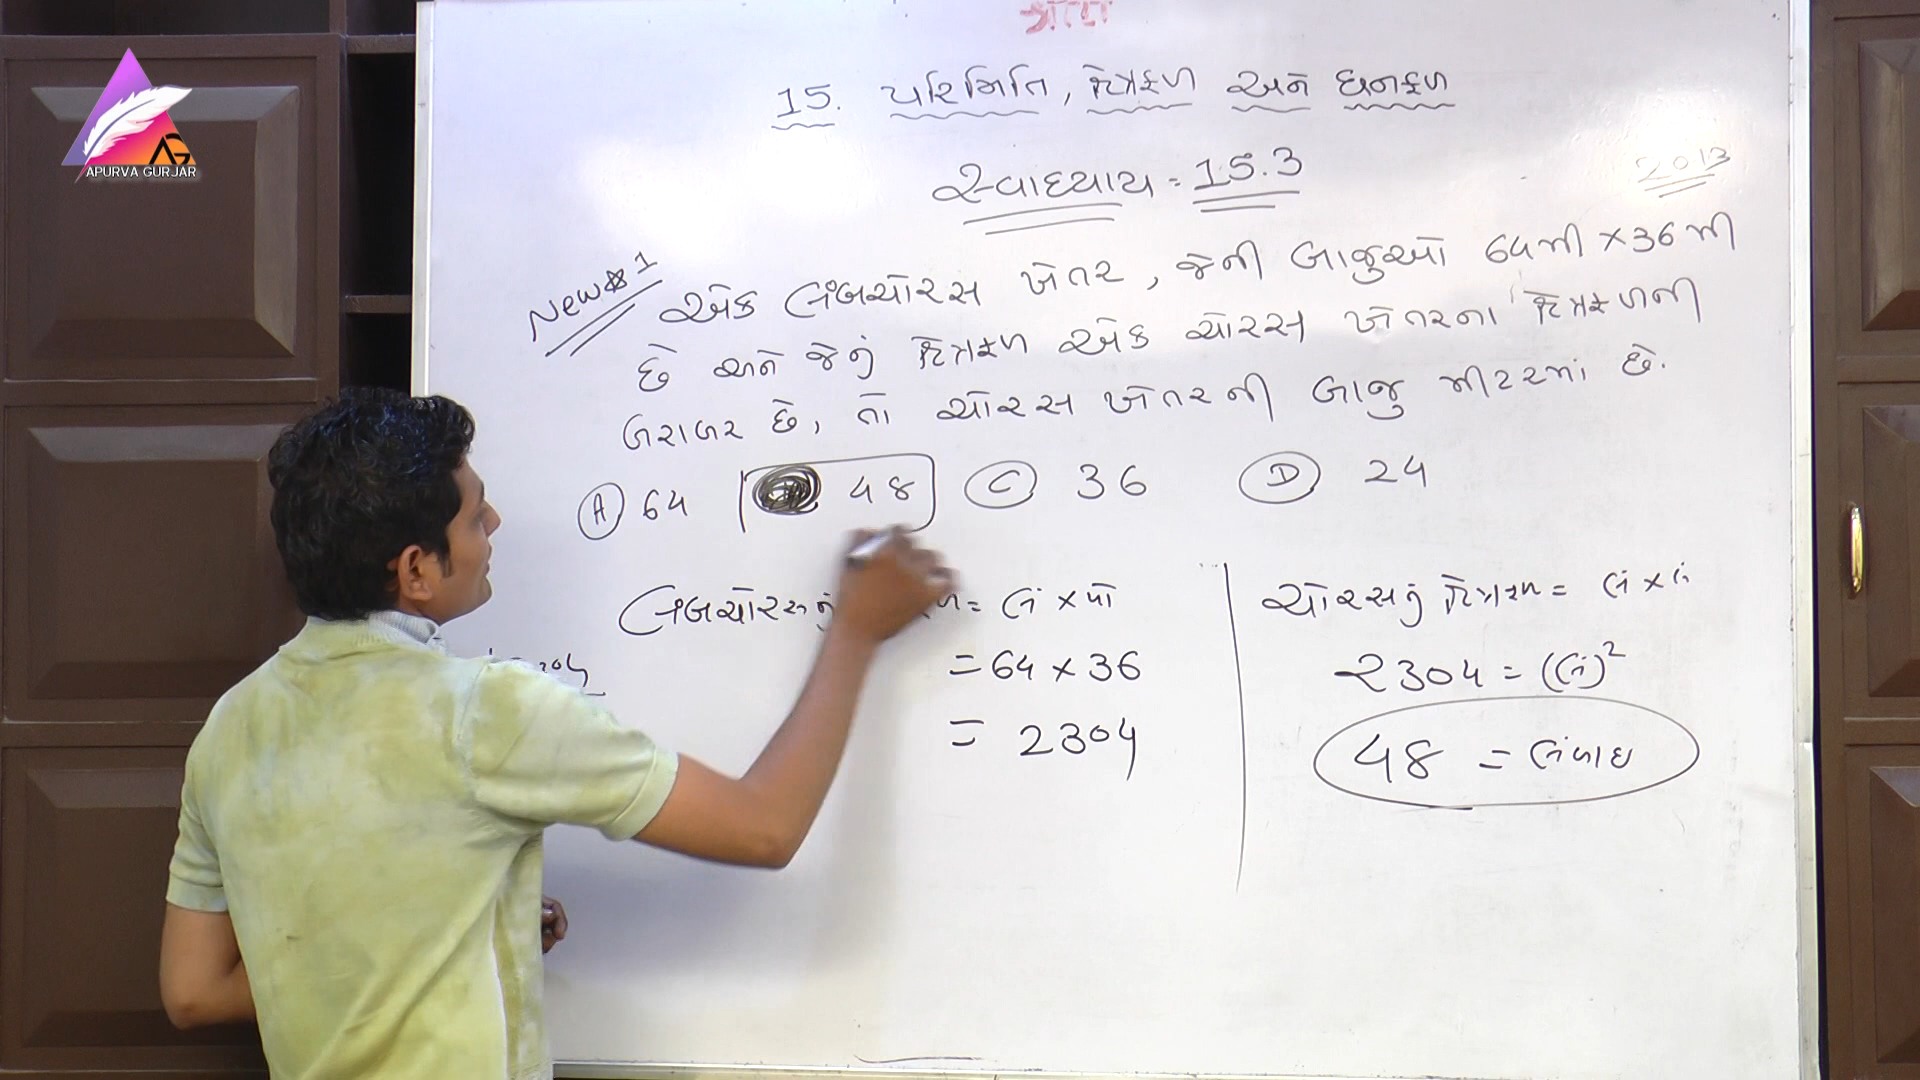 APURVA GURJAR
15. પરિમિતિ, ક્ષેત્રફળ અને ઘનફળ
સ્વાધ્યાય = 15.3
2013
New 1
એક લંબચોરસ ખેતર, જેની બાજુઓ 64મી × 36મી
છે અને જેનું ક્ષેત્રફળ એક ચોરસ ખેતરના ક્ષેત્રફળની
બરાબર છે, તો ચોરસ ખેતરની બાજુ મીટરમાં છે.
A 64 48 C 36 D 24
લંબચોરસનું = લં × પો
= 64 × 36
= 2304
ચોરસનું ક્ષેત્રફળ = લં × લં
2304 = (લં)²
48 = લંબાઇ